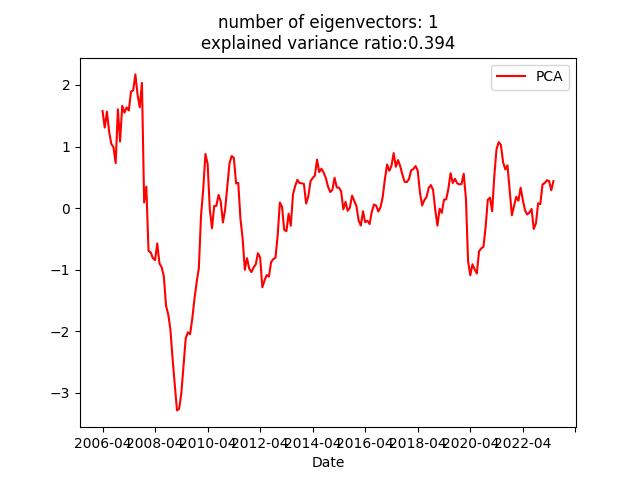 number of eigenvectors: 1
explained variance ratio:0.394
PCA
2
1
0
−1
−2
−3
2006-04 2008-04 2010-04 2012-04 2014-04 2016-04 2018-04 2020-04 2022-04
Date